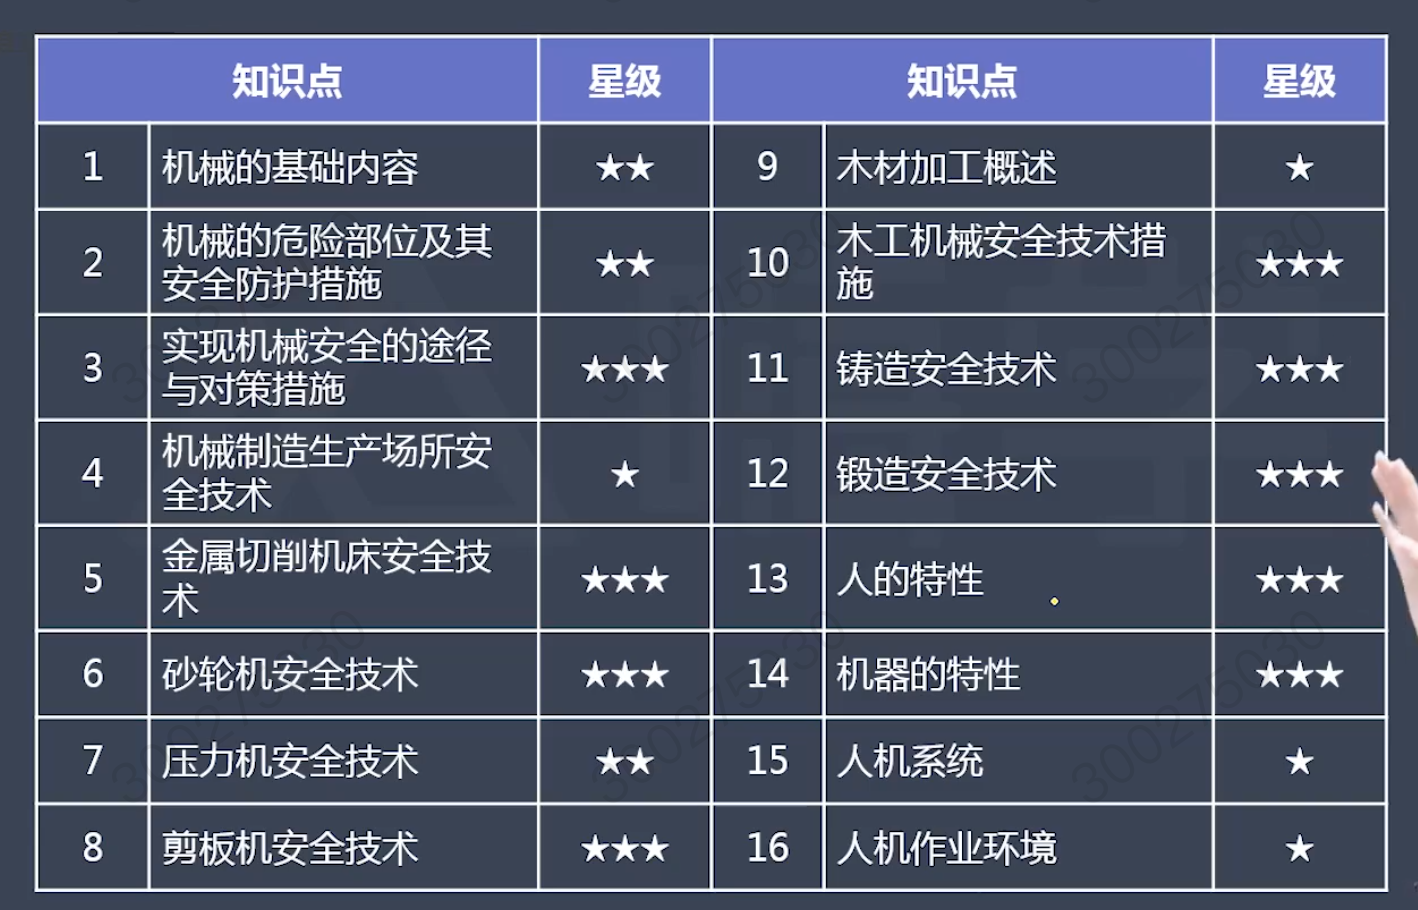 知识点 星级 知识点 星级
1 机械的基础内容 ★★ 9 木材加工概述 ★
2 机械的危险部位及其
安全防护措施 ★★ 10 木工机械安全技术措
施 ★★★
3 实现机械安全的途径
与对策措施 ★★★ 11 铸造安全技术 ★★★
4 机械制造生产场所安
全技术 ★ 12 锻造安全技术 ★★★
5 金属切削机床安全技
术 ★★★ 13 人的特性 ★★★
6 砂轮机安全技术 ★★★ 14 机器的特性 ★★★
7 压力机安全技术 ★★ 15 人机系统 ★
8 剪板机安全技术 ★★★ 16 人机作业环境 ★
300275030
300275030
300275030
300275030
300275030
300275030